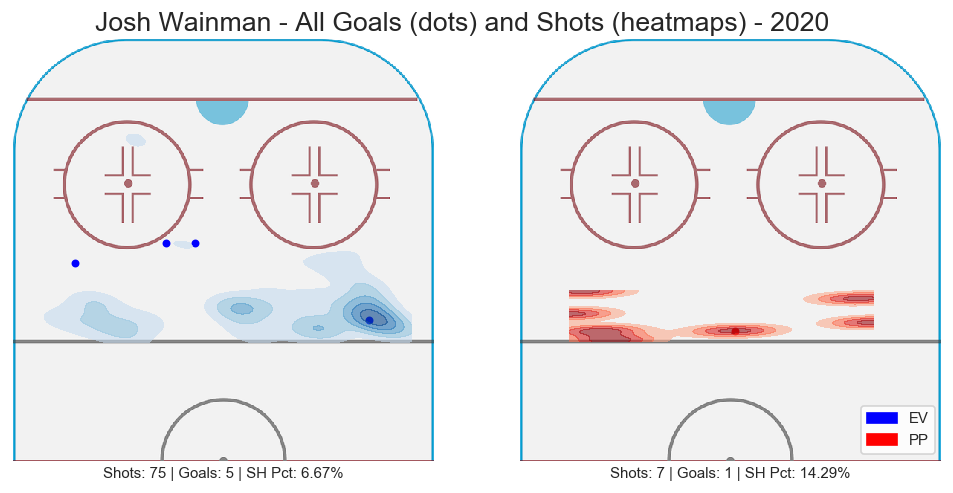 Josh Wainman - All Goals (dots) and Shots (heatmaps) - 2020
EV
PP
Shots: 75 | Goals: 5 | SH Pct: 6.67%
Shots: 7 | Goals: 1 | SH Pct: 14.29%